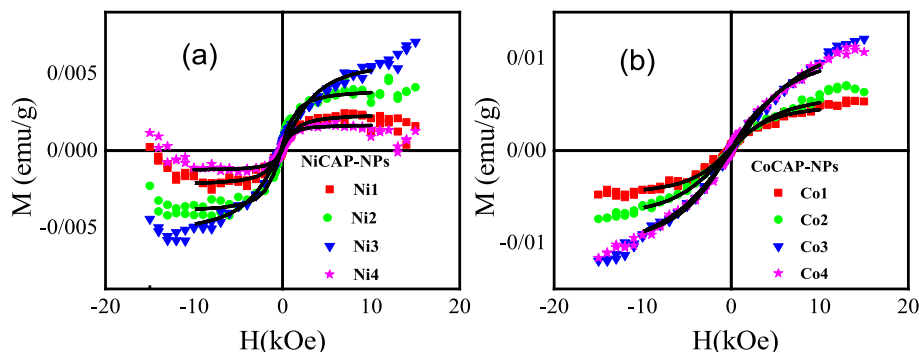 (a)
M (emu/g)
0/005
0/000
-0/005
NiCAP-NPs
Ni1
Ni2
Ni3
Ni4
-20
-10
0
10
20
H(kOe)
(b)
M (emu/g)
0/01
0/00
-0/01
CoCAP-NPs
Co1
Co2
Co3
Co4
-20
-10
0
10
20
H(kOe)